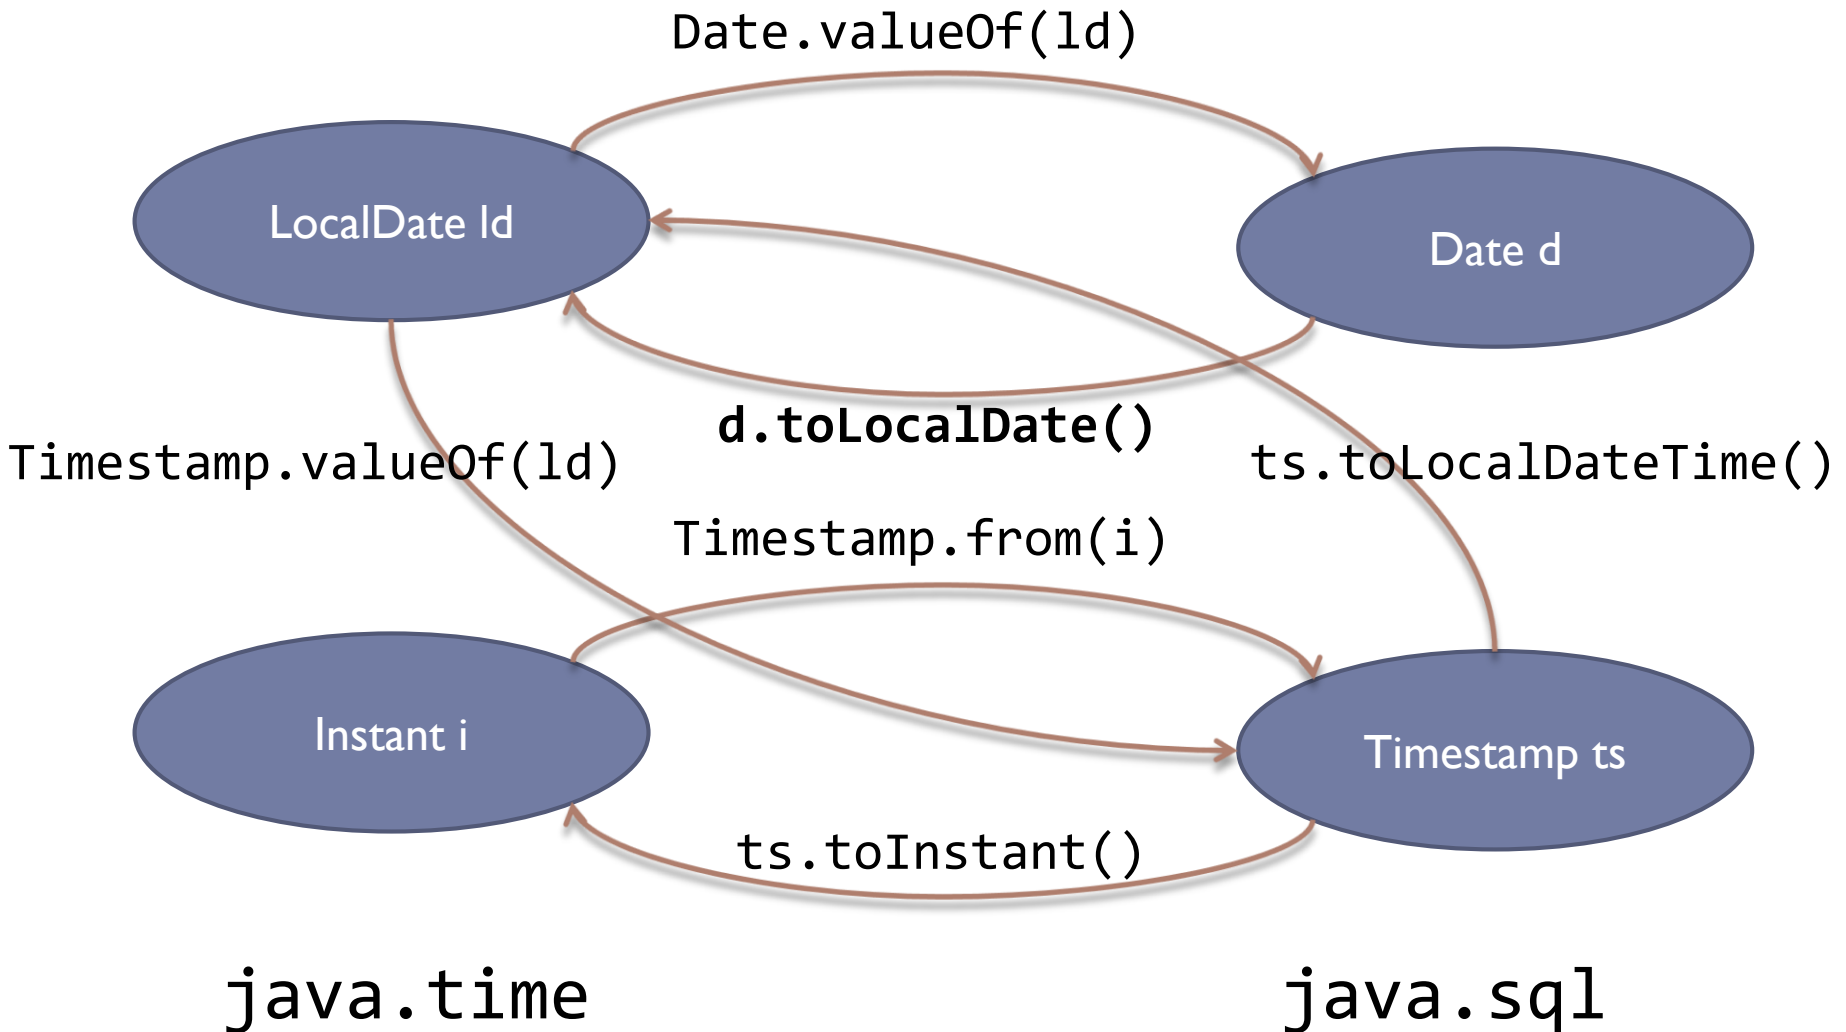 Date.valueOf(ld)
LocalDate ld
Date d
d.toLocalDate()
Timestamp.valueOf(ld)
ts.toLocalDateTime()
Timestamp.from(i)
Instant i
Timestamp ts
ts.toInstant()
java.time
java.sql